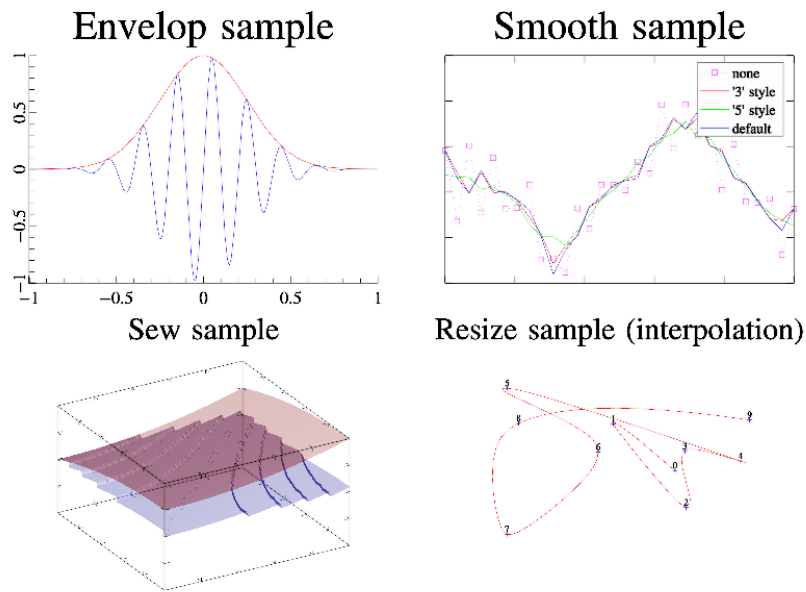 Envelop sample
Smooth sample
none
'3' style
'5' style
default
1
0.5
0
−0.5
−1
−1
−0.5
0
0.5
1
Sew sample
Resize sample (interpolation)
5
8
1
9
6
3
4
0
2
7